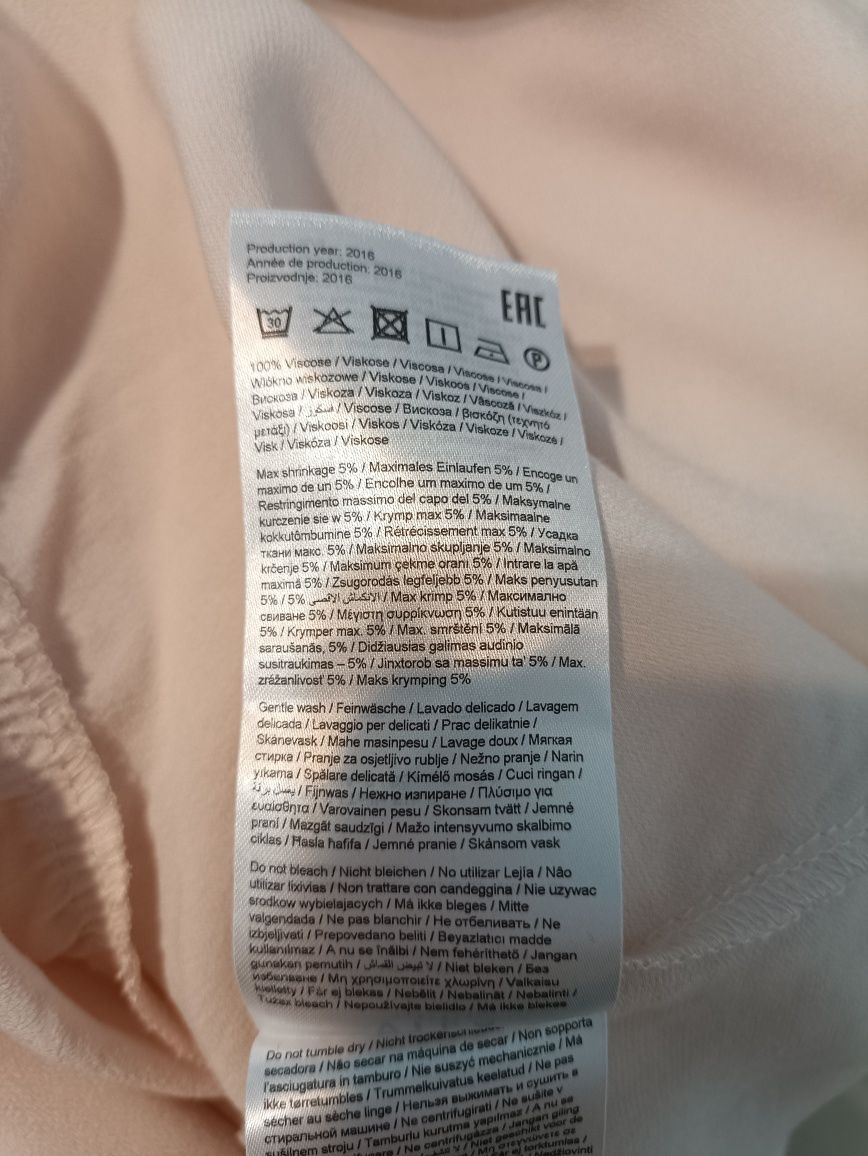 Production year: 2016
Année de production: 2016
Proizvodnje: 2016
EAC
30
P
100% Viscose / Viskose / Viscosa / Viscose / Viscosa /
Włókno wiskozowe / Viskose / Viskoos / Viscose /
Вискоза / Viskoza / Viskoza / Viskoz / Vâscoză / Viszkóz /
Viskosa / فسكوز / Viscose / Вискоза / βισκόζη (τεχνητό
μετάξι) / Viskoosi / Viskos / Viskóza / Viskoze / Viskozė /
Visk / Viskóza / Viskose
Max shrinkage 5% / Maximales Einlaufen 5% / Encoge un
maximo de un 5% / Encolhe um maximo de um 5% /
Restringimento massimo del capo del 5% / Maksymalne
kurczenie sie w 5% / Krymp max 5% / Maksimaalne
kokkutõmbumine 5% / Rétrécissement max 5% / Усадка
ткани макс. 5% / Maksimalno skupljanje 5% / Maksimalno
krčenje 5% / Maksimum çekme oranı 5% / Intrare la apă
maximă 5% / Zsugorodás legfeljebb 5% / Maks penyusutan
5% / 5% الانكماش الاقصى / Max krimp 5% / Максимално
свиване 5% / Μέγιστη συρρίκνωση 5% / Kutistuu enintään
5% / Krymper max. 5% / Max. smrštění 5% / Maksimālā
saraušanās, 5% / Didžiausias galimas audinio
susitraukimas – 5% / Jinxtorob sa massimu ta' 5% / Max.
zrážanlivosť 5% / Maks krymping 5%
Gentle wash / Feinwäsche / Lavado delicado / Lavagem
delicada / Lavaggio per delicati / Prac delikatnie /
Skånevask / Mahe masinpesu / Lavage doux / Мягкая
стирка / Pranje za osjetljivo rublje / Nežno pranje / Narin
yıkama / Spălare delicată / Kímélő mosás / Cuci ringan /
/ Fijnwas / Нежно изпиране / Πλύσιμο για
ευαίσθητα / Varovainen pesu / Skonsam tvätt / Jemné
praní / Mazgāt saudzīgi / Mažo intensyvumo skalbimo
ciklas / Ħasla ħafifa / Jemné pranie / Skånsom vask
Do not bleach / Nicht bleichen / No utilizar Lejía / Não
utilizar lixivias / Non trattare con candeggina / Nie uzywac
srodkow wybielajacych / Må ikke bleges / Mitte
valgendada / Ne pas blanchir / Не отбеливать / Ne
izbjeljivati / Prepovedano beliti / Beyazlatıcı madde
kullanılmaz / A nu se înălbi / Nem fehéríthető / Jangan
gunakan pemutih / لا تبيض القماش / Niet bleken / Без
избелване / Μη χρησιμοποιείτε χλωρίνη / Valkaisu
kielletty / Får ej blekas / Nebělit / Nebalināt / Nebalinti /
Tużax bleach / Nepoužívajte bielidlo / Må ikke blekes
Do not tumble dry / Nicht
secadora / Não secar na máquina de secar / Non sopporta
l'asciugatura in tamburo / Nie suszyć mechanicznie / Må
ikke tørretumbles / Trummelkuivatus keelatud / Ne pas
sécher au sèche linge / Нельзя выжимать и сушить в
стиральной машине / Ne centrifugirati / Ne sušite v
sušilnem stroju / Tamburlu kurutma yapılmaz / A nu se